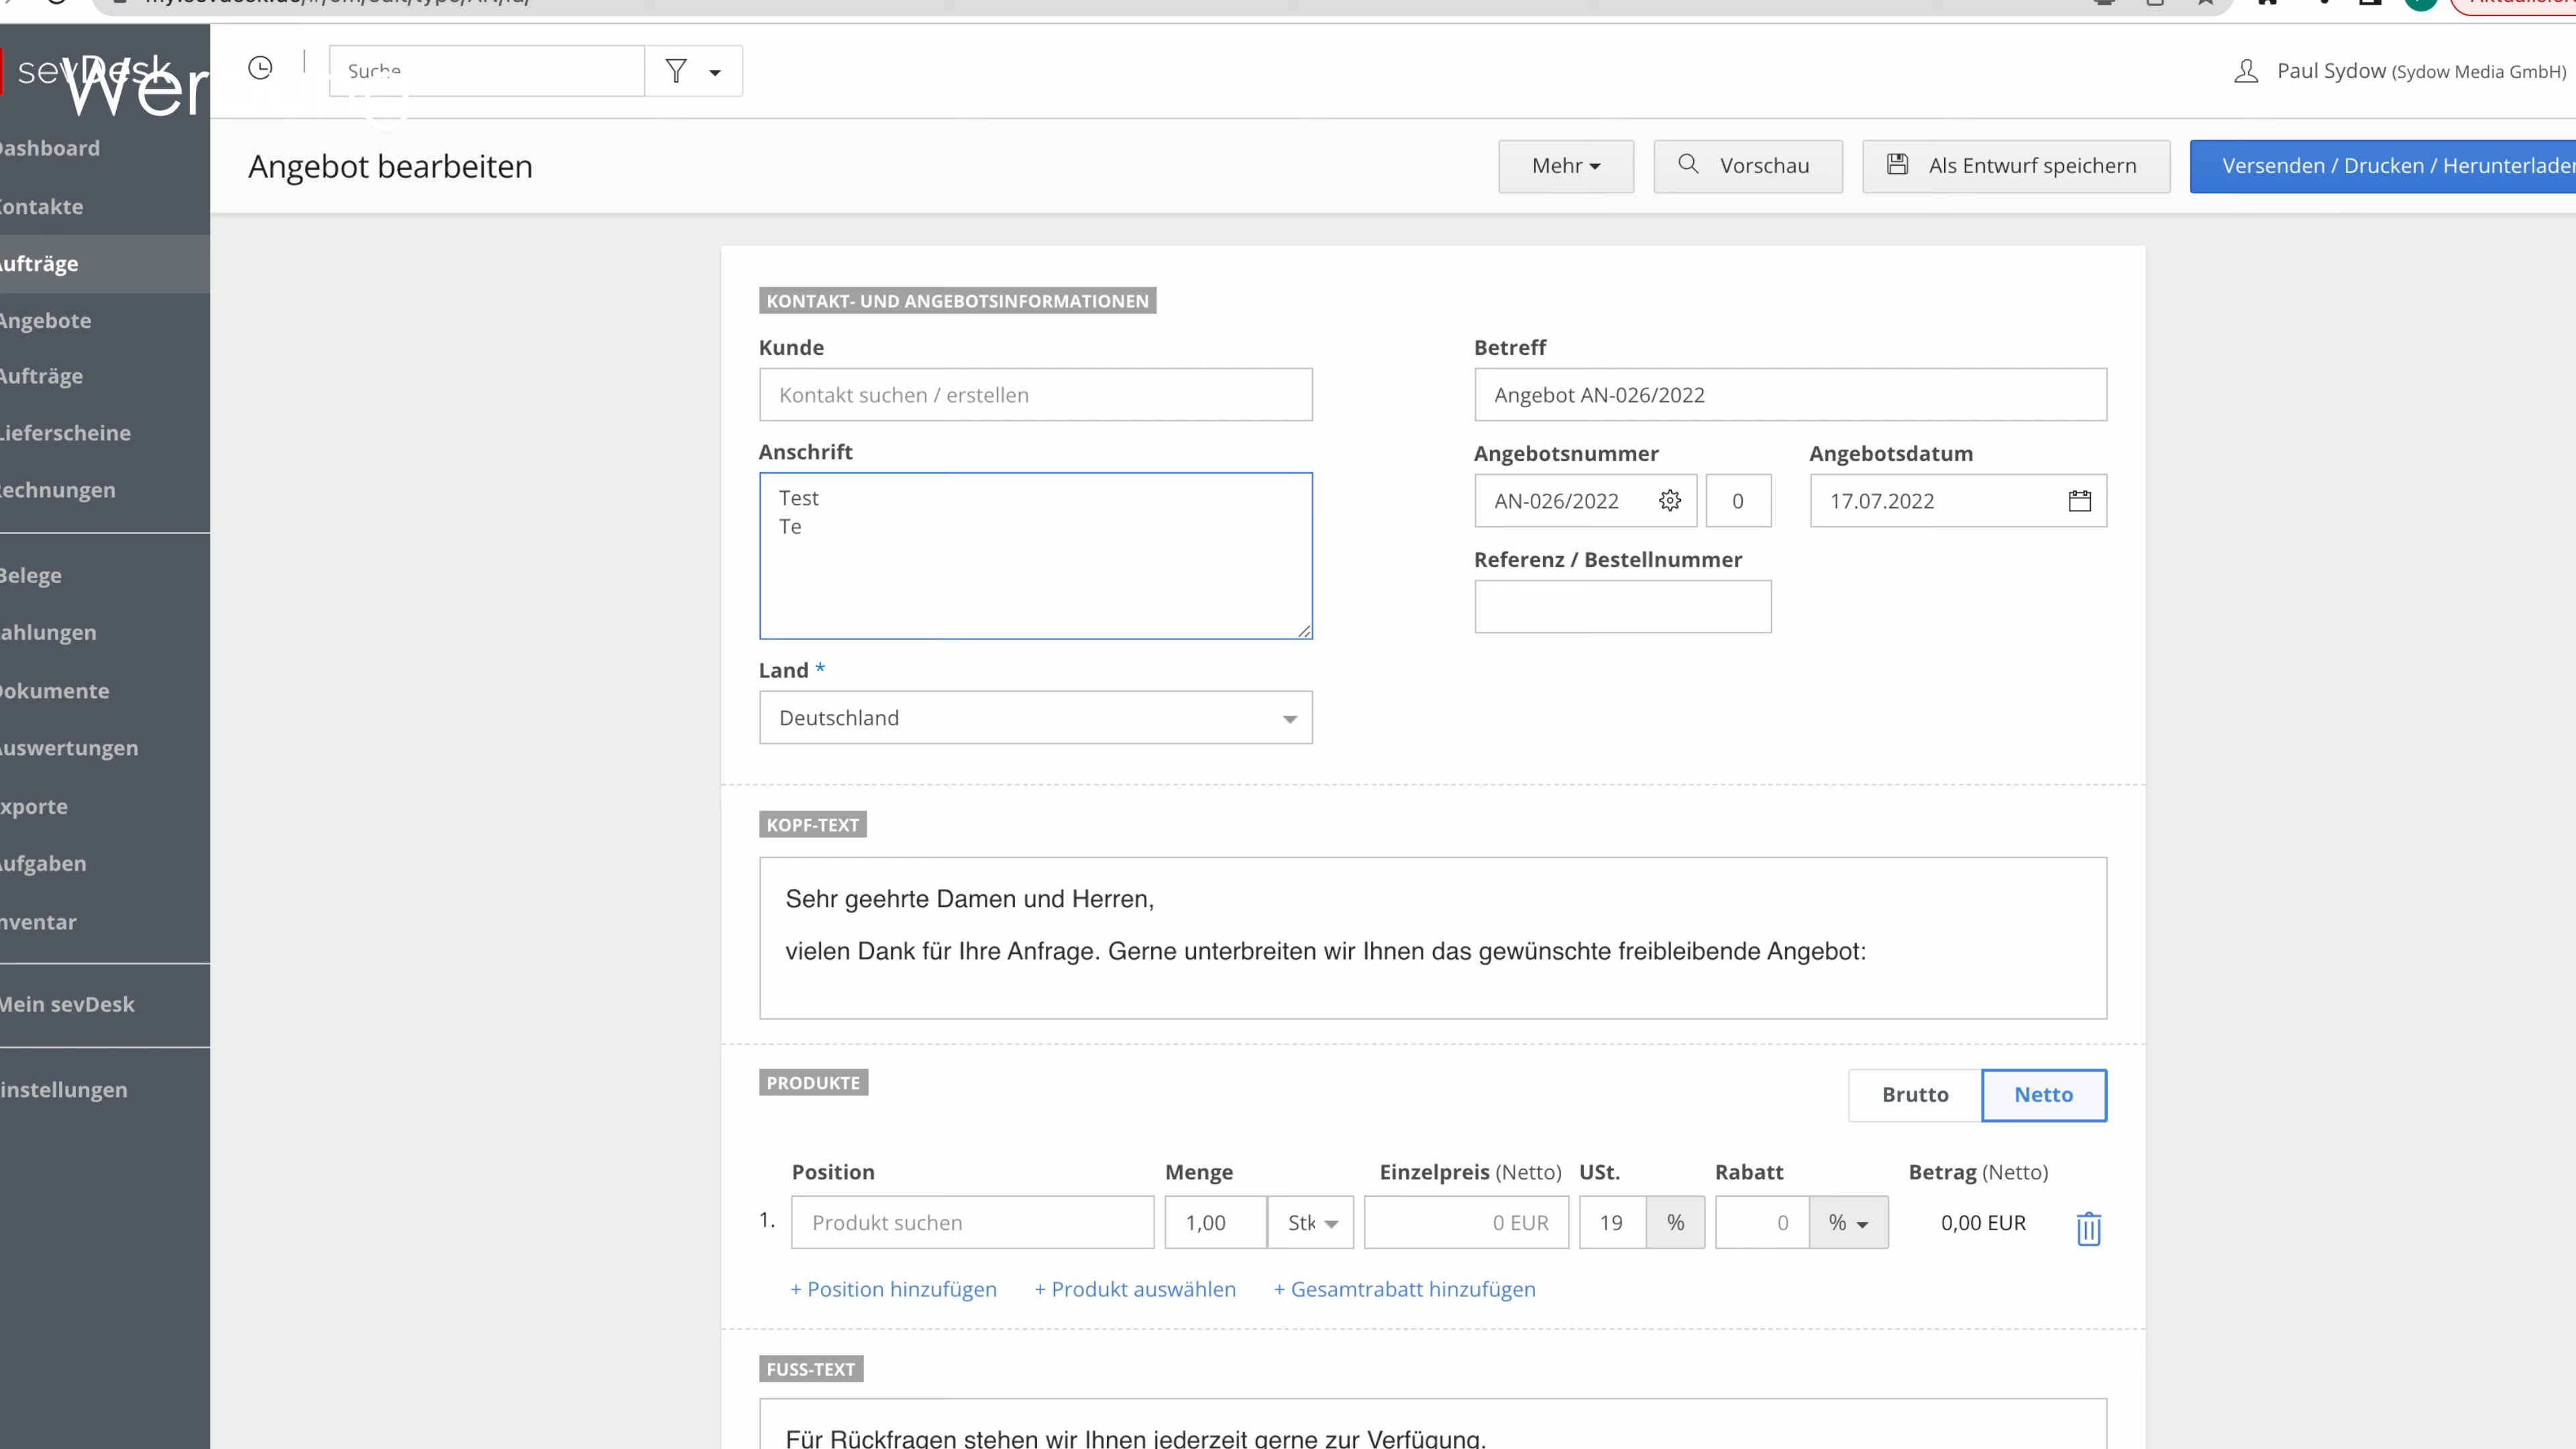 sevDesk
Wer
Suche
Paul Sydow (Sydow Media GmbH)
Angebot bearbeiten
Mehr
Vorschau
Als Entwurf speichern
Versenden / Drucken / Herunterladen
ashboard
ontakte
ufträge
Angebote
Aufträge
Lieferscheine
echnungen
Belege
ahlungen
okumente
uswertungen
xporte
ufgaben
nventar
Mein sevDesk
instellungen
KONTAKT- UND ANGEBOTSINFORMATIONEN
Kunde
Kontakt suchen / erstellen
Anschrift
Test
Te
Land *
Deutschland
Betreff
Angebot AN-026/2022
Angebotsnummer
Angebotsdatum
AN-026/2022
0
17.07.2022
Referenz / Bestellnummer
KOPF-TEXT
Sehr geehrte Damen und Herren,
vielen Dank für Ihre Anfrage. Gerne unterbreiten wir Ihnen das gewünschte freibleibende Angebot:
PRODUKTE
Brutto
Netto
Position Menge Einzelpreis (Netto) USt. Rabatt Betrag (Netto)
1. Produkt suchen 1,00 Stk 0 EUR 19 % 0 % 0,00 EUR
+ Position hinzufügen + Produkt auswählen + Gesamtrabatt hinzufügen
FUSS-TEXT
Für Rückfragen stehen wir Ihnen jederzeit gerne zur Verfügung.